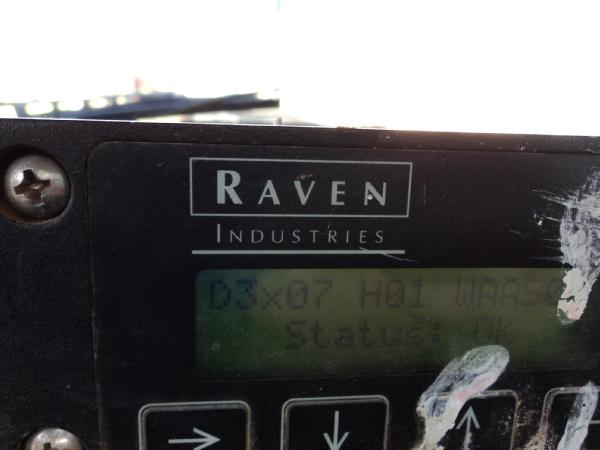 RAVEN
INDUSTRIES
D3x07 H01 WAAS
Status: OK